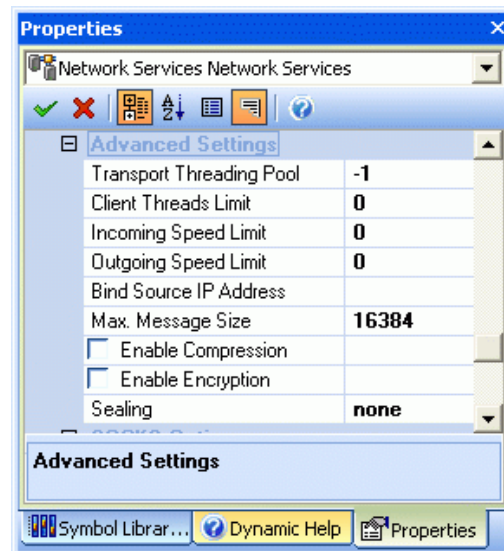 Properties
Network Services Network Services
Advanced Settings
Transport Threading Pool -1
Client Threads Limit 0
Incoming Speed Limit 0
Outgoing Speed Limit 0
Bind Source IP Address
Max. Message Size 16384
Enable Compression
Enable Encryption
Sealing none
Advanced Settings
Symbol Librar... Dynamic Help Properties